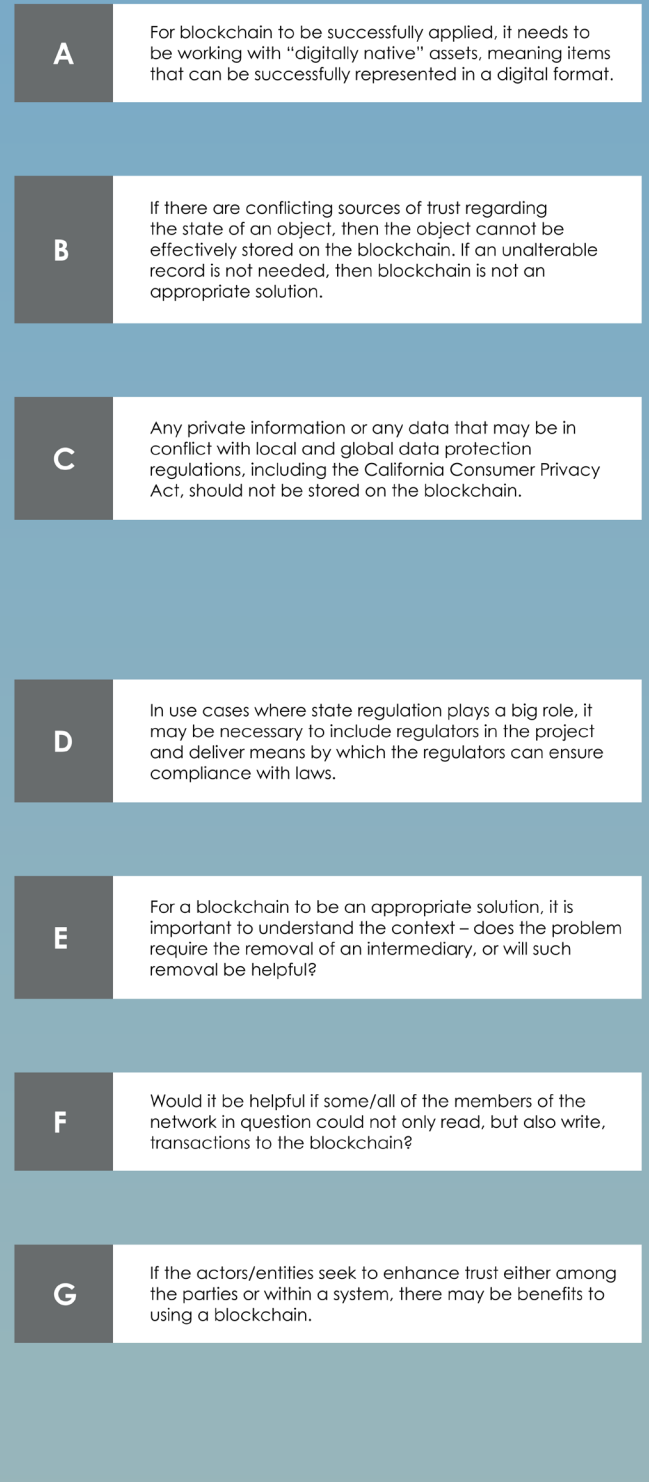 A
For blockchain to be successfully applied, it needs to
be working with “digitally native” assets, meaning items
that can be successfully represented in a digital format.
B
If there are conflicting sources of trust regarding
the state of an object, then the object cannot be
effectively stored on the blockchain. If an unalterable
record is not needed, then blockchain is not an
appropriate solution.
C
Any private information or any data that may be in
conflict with local and global data protection
regulations, including the California Consumer Privacy
Act, should not be stored on the blockchain.
D
In use cases where state regulation plays a big role, it
may be necessary to include regulators in the project
and deliver means by which the regulators can ensure
compliance with laws.
E
For a blockchain to be an appropriate solution, it is
important to understand the context – does the problem
require the removal of an intermediary, or will such
removal be helpful?
F
Would it be helpful if some/all of the members of the
network in question could not only read, but also write,
transactions to the blockchain?
G
If the actors/entities seek to enhance trust either among
the parties or within a system, there may be benefits to
using a blockchain.